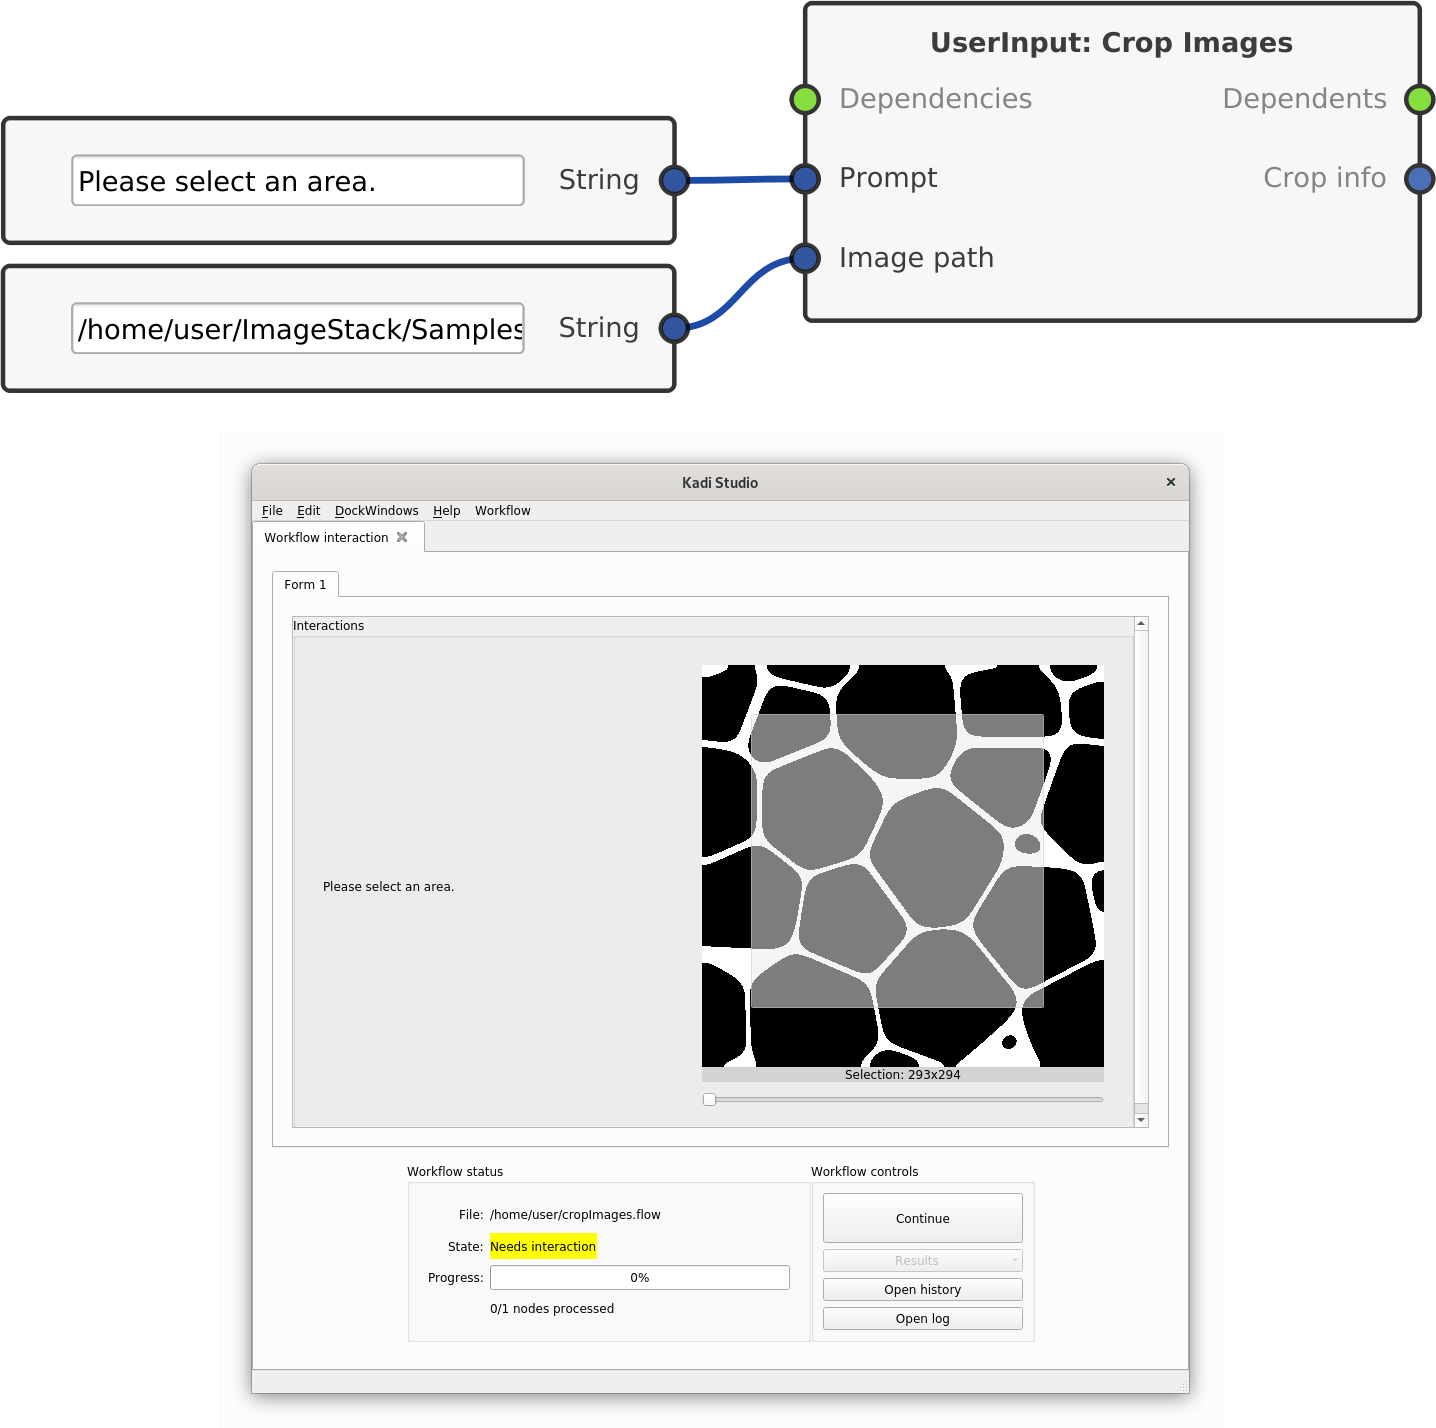 UserInput: Crop Images
Dependencies
Dependents
Please select an area.
String
Prompt
Crop info
/home/user/ImageStack/Samples
String
Image path
Kadi Studio
File Edit DockWindows Help Workflow
Workflow interaction
Form 1
Interactions
Please select an area.
Selection: 293x294
Workflow status
Workflow controls
File: /home/user/cropImages.flow
Continue
State: Needs interaction
Results
Progress: 0%
Open history
0/1 nodes processed
Open log